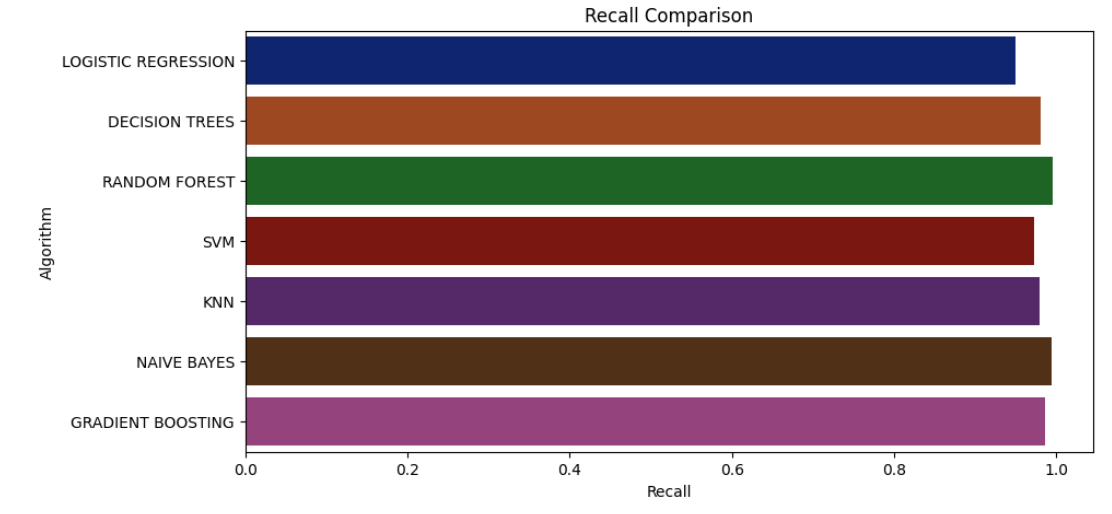 Recall Comparison
LOGISTIC REGRESSION
DECISION TREES
RANDOM FOREST
SVM
KNN
NAIVE BAYES
GRADIENT BOOSTING
Algorithm
0.0 0.2 0.4 0.6 0.8 1.0
Recall